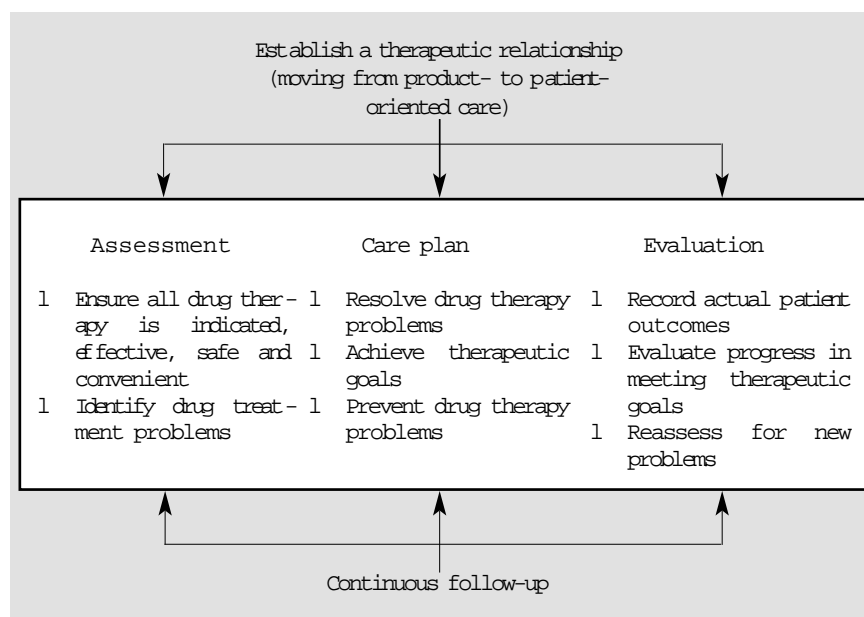 Establish a therapeutic relationship
(moving from product- to patient-
oriented care)
Assessment
l Ensure all drug ther-
apy is indicated,
effective, safe and
convenient
l Identify drug treat-
ment problems
Care plan
l Resolve drug therapy
problems
l Achieve therapeutic
goals
l Prevent drug therapy
problems
Evaluation
l Record actual patient
outcomes
l Evaluate progress in
meeting therapeutic
goals
l Reassess for new
problems
Continuous follow-up